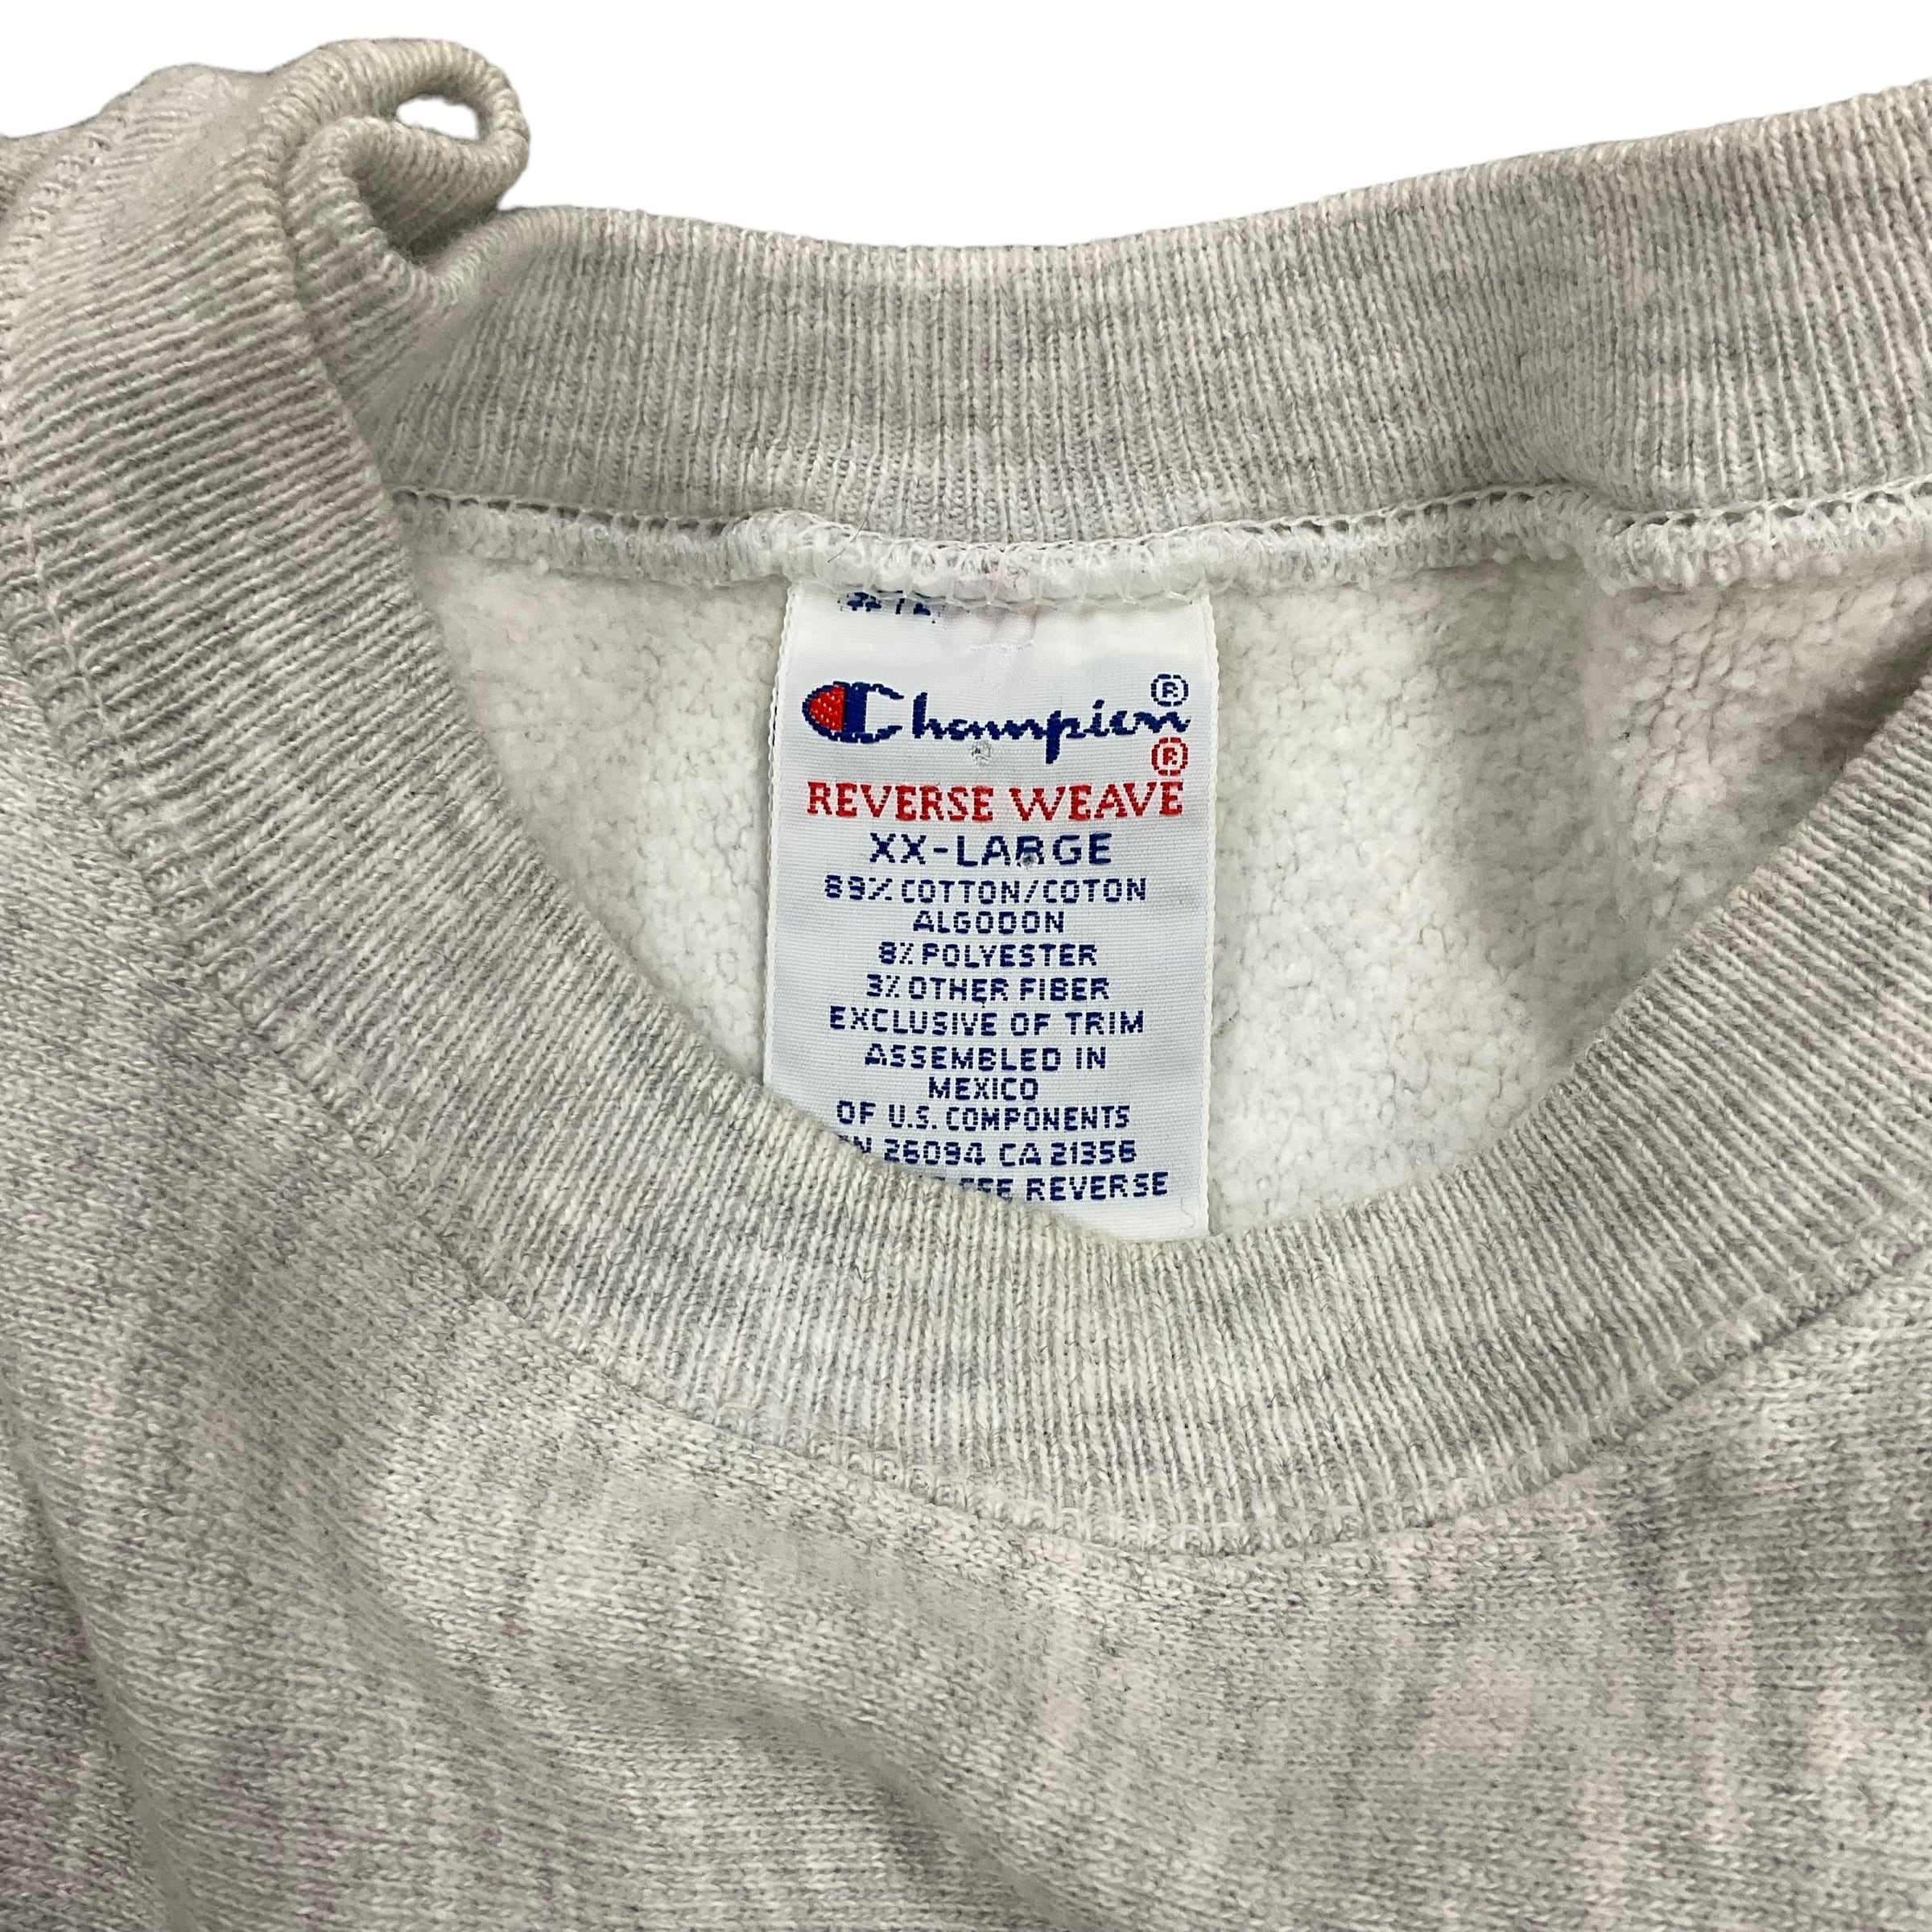 Champion®
®
REVERSE WEAVE
XX-LARGE
89% COTTON/COTON
ALGODON
8% POLYESTER
3% OTHER FIBER
EXCLUSIVE OF TRIM
ASSEMBLED IN
MEXICO
OF U.S. COMPONENTS
26094 CA 21356
SEE REVERSE